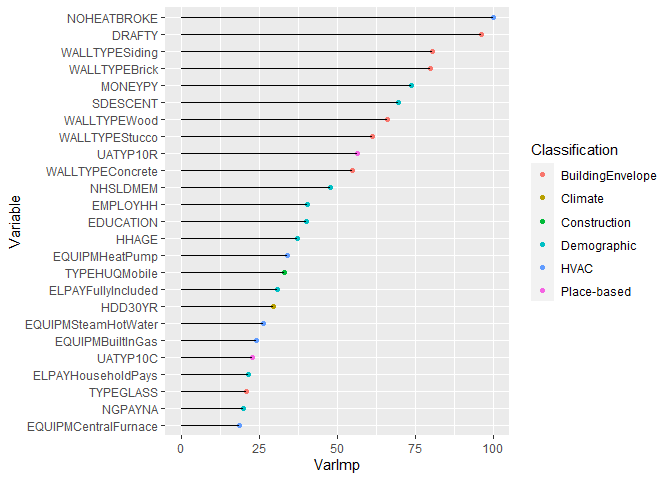 NOHEATBROKE
DRAFTY
WALLTYPESiding
WALLTYPEBrick
MONEYPY
SDESCENT
WALLTYPEWood
WALLTYPEStucco
UATYP10R
WALLTYPEConcrete
NHSLDMEM
EMPLOYHH
EDUCATION
HHAGE
EQUIPMHeatPump
TYPEHUQMobile
ELPAYFullyIncluded
HDD30YR
EQUIPMSteamHotWater
EQUIPMBuiltInGas
UATYP10C
ELPAYHouseholdPays
TYPEGLASS
NGPAYNA
EQUIPMCentralFurnace
Variable
0 25 50 75 100
VarImp
Classification
BuildingEnvelope
Climate
Construction
Demographic
HVAC
Place-based